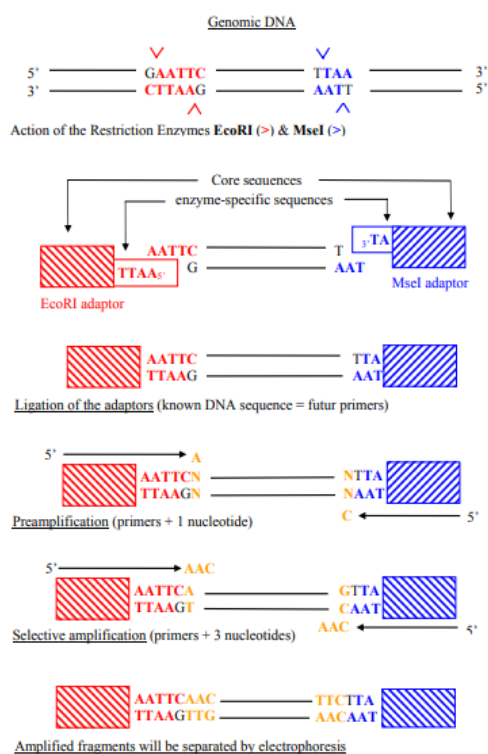 Genomic DNA
5' GAATTC TTAA 3'
3' CTTAAG AATT 5'
Action of the Restriction Enzymes EcoRI (>) & MseI (>)
Core sequences
enzyme-specific sequences
AATTC T 3'TA
TTAA5' G AAT
EcoRI adaptor MseI adaptor
AATTC TTA
TTAAG AAT
Ligation of the adaptors (known DNA sequence = futur primers)
5' A
AATTCN NTTA
TTAAGN NAAT
C 5'
Preamplification (primers + 1 nucleotide)
5' AAC
AATTCA GTTA
TTAAGT CAAT
AAC 5'
Selective amplification (primers + 3 nucleotides)
AATTCAAC TTCTTA
TTAAGTTG AACAAT
Amplified fragments will be separated by electrophoresis